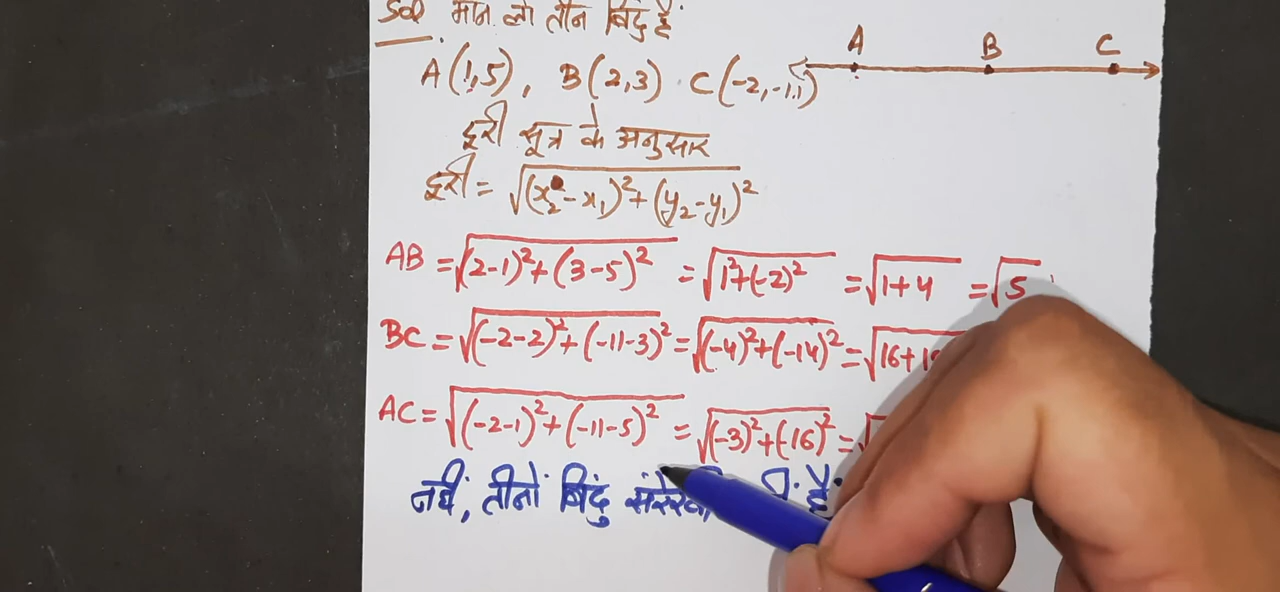 Sol मान लो तीन बिंदु हैं
A B C
A(1,5), B(2,3) C(-2,-11)
दूरी सूत्र के अनुसार
दूरी = √(x₂-x₁)²+(y₂-y₁)²
AB = √(2-1)²+(3-5)² = √1²+(-2)² = √1+4 = √5
BC = √(-2-2)²+(-11-3)² = √(-4)²+(-14)² = √16+
AC = √(-2-1)²+(-11-5)² = √(-3)²+(-16)² = √
नहीं, तीनों बिंदु है